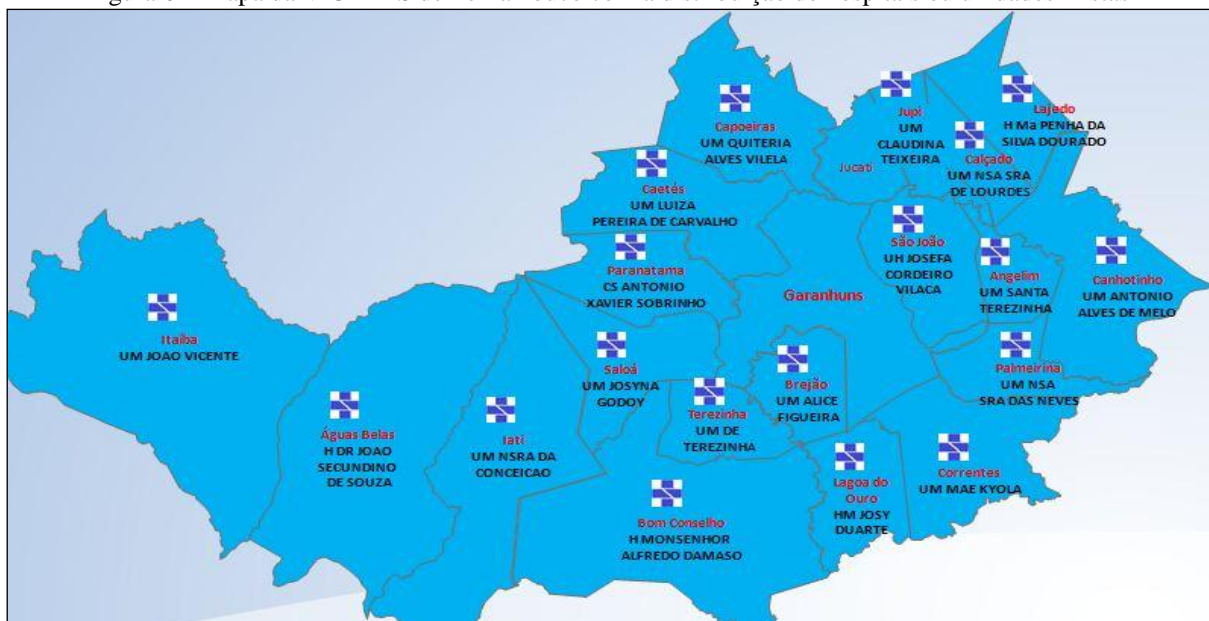 Capoeiras
UM QUITERIA
ALVES VILELA
Jupi
UM
CLAUDINA
TEIXEIRA
Lajedo
H Ma PENHA DA
SILVA DOURADO
Jucati
Calçado
UM NSA SRA
DE LOURDES
Caetés
UM LUIZA
PEREIRA DE CARVALHO
Paranatama
CS ANTONIO
XAVIER SOBRINHO
São João
UH JOSEFA
CORDEIRO
VILACA
Angelim
UM SANTA
TEREZINHA
Canhotinho
UM ANTONIO
ALVES DE MELO
Garanhuns
Itaíba
UM JOAO VICENTE
Saloá
UM JOSYNA
GODOY
Brejão
UM ALICE
FIGUEIRA
Palmeirina
UM NSA
SRA DAS NEVES
Águas Belas
H DR JOAO
SECUNDINO
DE SOUZA
Iati
UM NSRA DA
CONCEICAO
Terezinha
UM DE
TEREZINHA
Lagoa do
Ouro
HM JOSY
DUARTE
Correntes
UM MAE KYOLA
Bom Conselho
H MONSENHOR
ALFREDO DAMASO